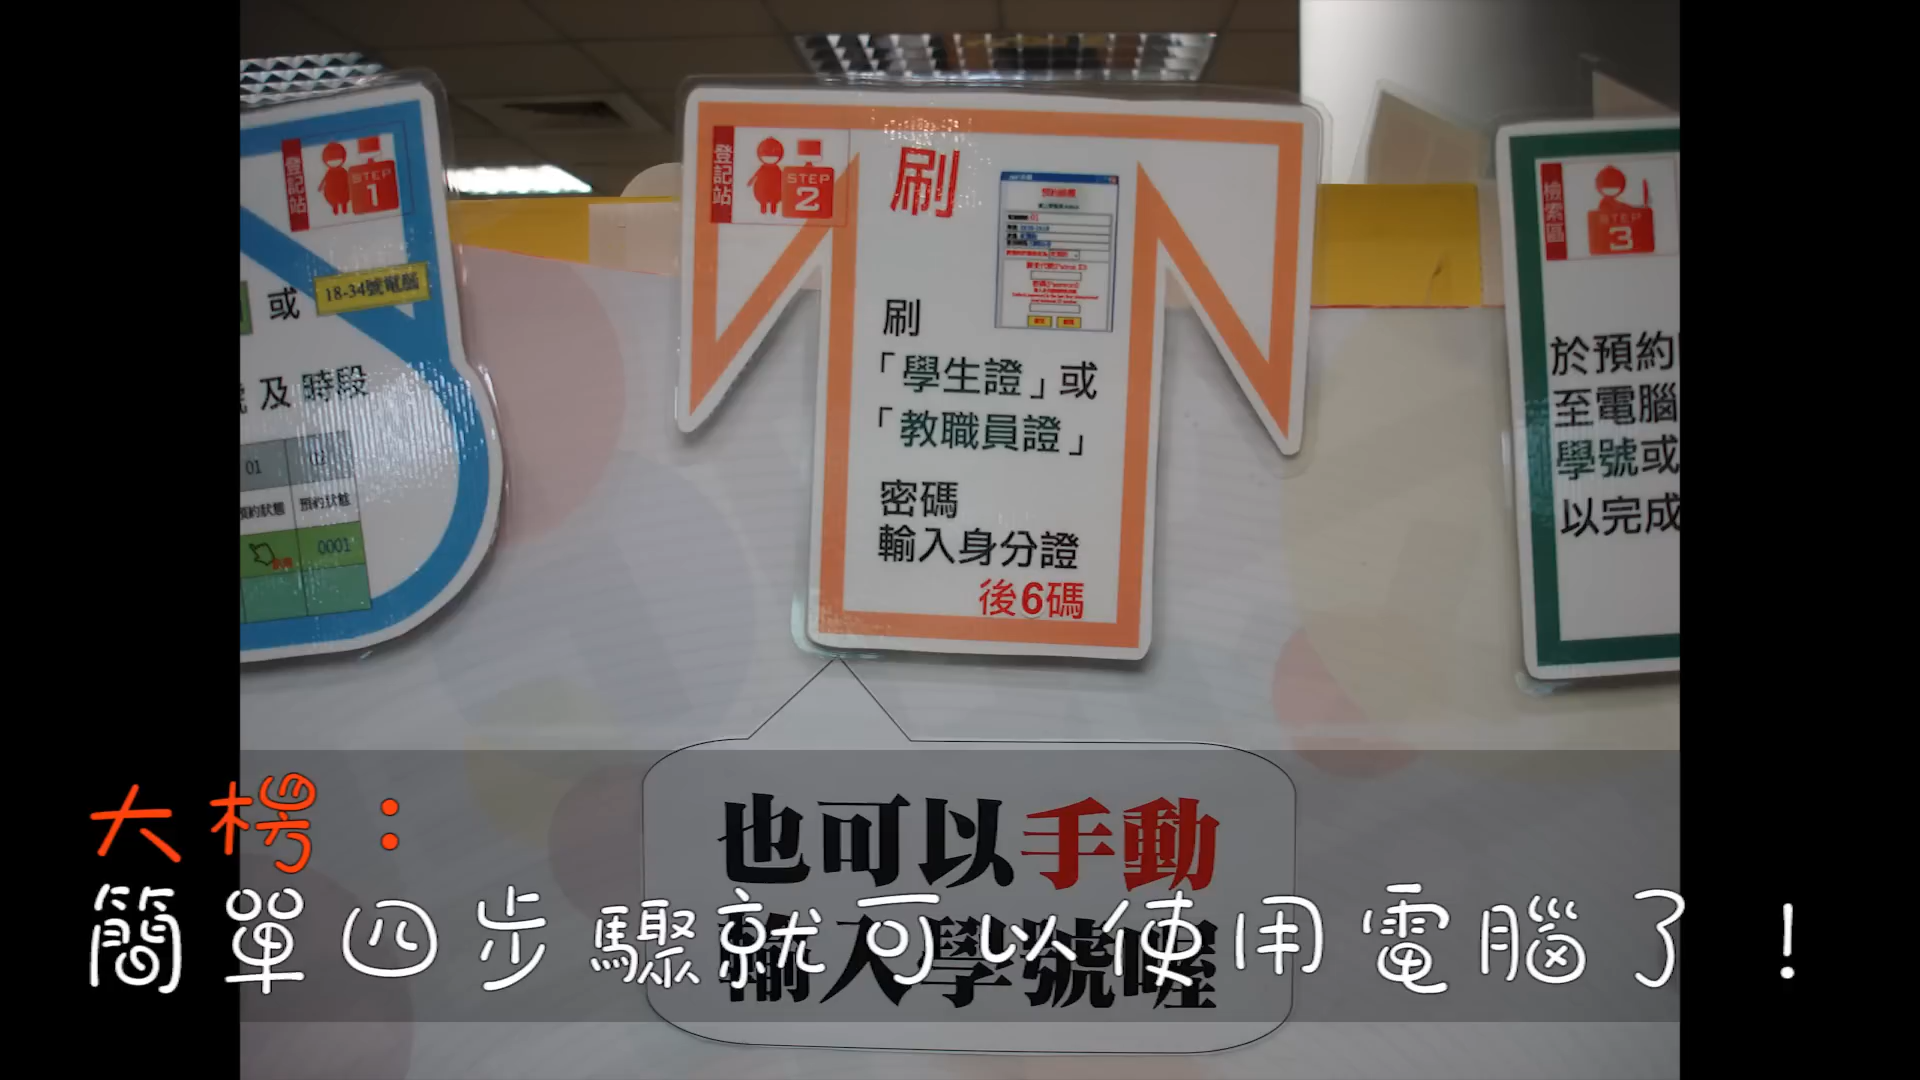 登記站
STEP
1
或
18-34號電腦
及時段
01
預約狀態
預約狀態
0001
登記站
STEP
2
刷
刷
「學生證」或
「教職員證」
密碼
輸入身分證
後6碼
檢索區
STEP
3
於預約
至電腦
學號或
以完成
也可以手動
輸入學號喔
大楞：
簡單四步驟就可以使用電腦了！